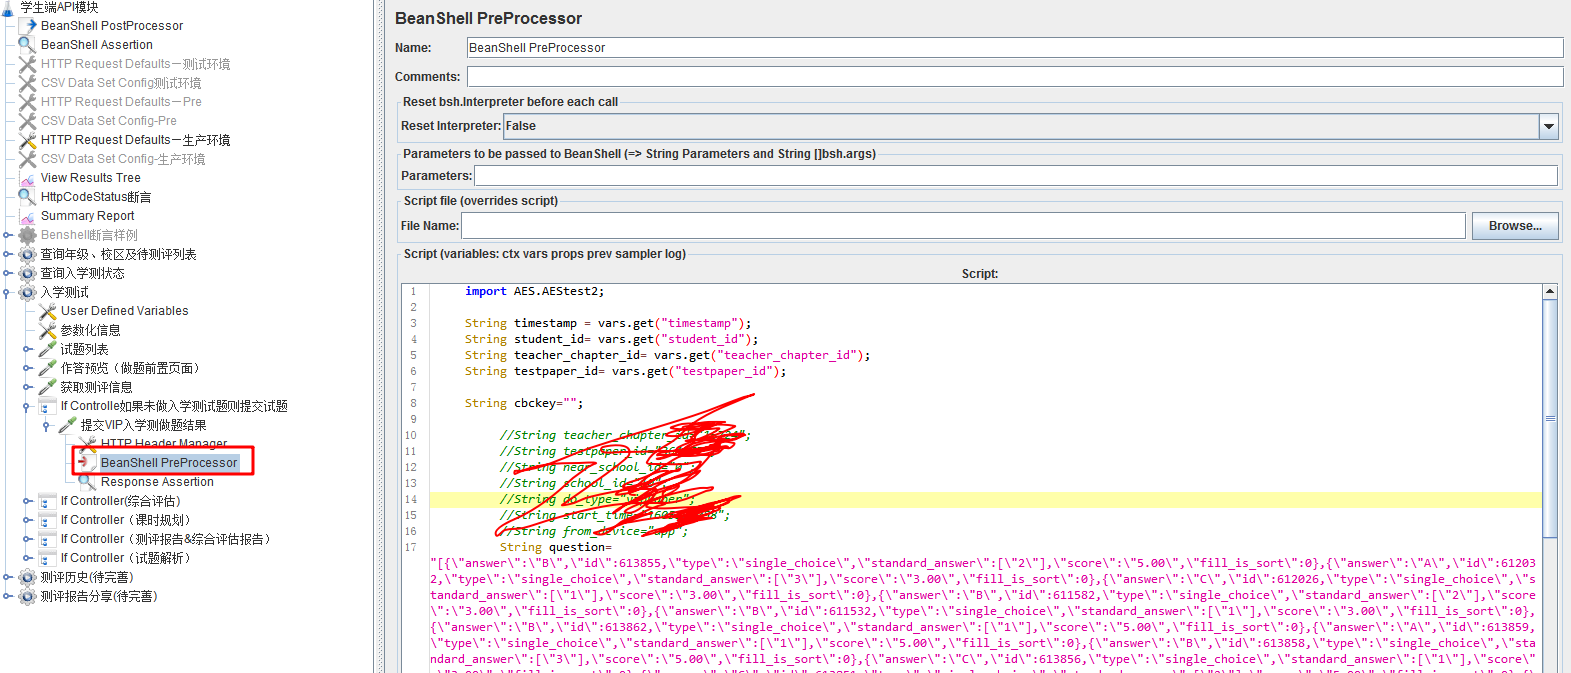 学生端API模块
BeanShell PostProcessor
BeanShell Assertion
HTTP Request Defaults—测试环境
CSV Data Set Config测试环境
HTTP Request Defaults—Pre
CSV Data Set Config-Pre
HTTP Request Defaults—生产环境
CSV Data Set Config-生产环境
View Results Tree
HttpCodeStatus断言
Summary Report
Benshell断言样例
查询年级、校区及待测评列表
查询入学测状态
入学测试
User Defined Variables
参数化信息
试题列表
作答预览（做题前置页面）
获取测评信息
If Controlle如果未做入学测试题则提交试题
提交VIP入学测做题结果
HTTP Header Manager
BeanShell PreProcessor
Response Assertion
If Controller(综合评估)
If Controller（课时规划）
If Controller（测评报告&综合评估报告）
If Controller（试题解析）
测评历史(待完善)
测评报告分享(待完善)
BeanShell PreProcessor
Name: BeanShell PreProcessor
Comments:
Reset bsh.Interpreter before each call
Reset Interpreter: False
Parameters to be passed to BeanShell (=> String Parameters and String []bsh.args)
Parameters:
Script file (overrides script)
File Name: Browse...
Script (variables: ctx vars props prev sampler log)
Script:
1 import AES.AEStest2;
2
3 String timestamp = vars.get("timestamp");
4 String student_id= vars.get("student_id");
5 String teacher_chapter_id= vars.get("teacher_chapter_id");
6 String testpaper_id= vars.get("testpaper_id");
7
8 String cbckey="";
9
10 //String teacher_chapter
11 //String testpaper_id=
12 //String near_school_id="0";
13 //String school_id=
14 //String do_type=
15 //String start_time=
16 //String from_device="app";
17 String question=
"[{\"answer\":\"B\",\"id\":613855,\"type\":\"single_choice\",\"standard_answer\":[\"2\"],\"score\":\"5.00\",\"fill_is_sort\":0},{\"answer\":\"A\",\"id\":61203
2,\"type\":\"single_choice\",\"standard_answer\":[\"3\"],\"score\":\"3.00\",\"fill_is_sort\":0},{\"answer\":\"C\",\"id\":612026,\"type\":\"single_choice\",\"s
tandard_answer\":[\"1\"],\"score\":\"3.00\",\"fill_is_sort\":0},{\"answer\":\"B\",\"id\":611582,\"type\":\"single_choice\",\"standard_answer\":[\"2\"],\"score
\":\"3.00\",\"fill_is_sort\":0},{\"answer\":\"B\",\"id\":611532,\"type\":\"single_choice\",\"standard_answer\":[\"1\"],\"score\":\"3.00\",\"fill_is_sort\":0},
{\"answer\":\"B\",\"id\":613862,\"type\":\"single_choice\",\"standard_answer\":[\"1\"],\"score\":\"5.00\",\"fill_is_sort\":0},{\"answer\":\"A\",\"id\":613859,
\"type\":\"single_choice\",\"standard_answer\":[\"1\"],\"score\":\"5.00\",\"fill_is_sort\":0},{\"answer\":\"B\",\"id\":613858,\"type\":\"single_choice\",\"sta
ndard_answer\":[\"3\"],\"score\":\"5.00\",\"fill_is_sort\":0},{\"answer\":\"C\",\"id\":613856,\"type\":\"single_choice\",\"standard_answer\":[\"1\"],\"score\"